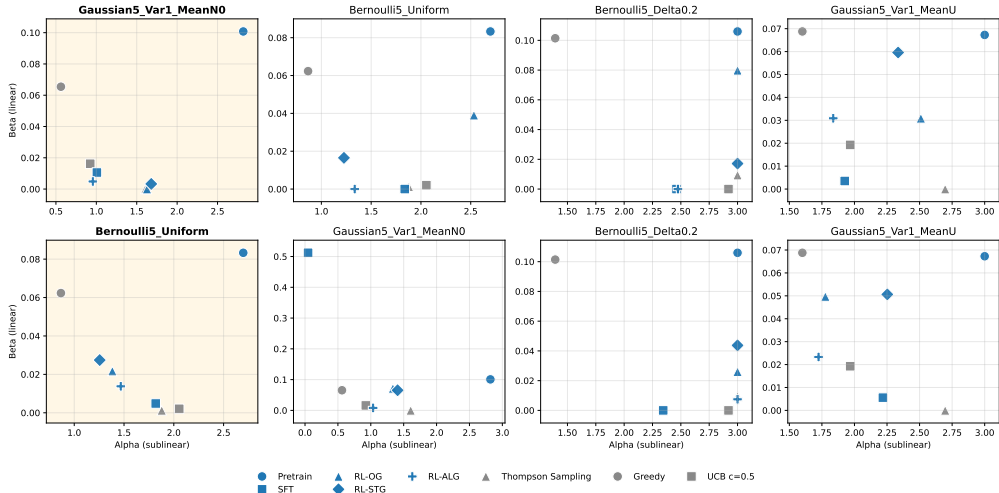 Gaussian5_Var1_MeanN0
Bernoulli5_Uniform
Bernoulli5_Delta0.2
Gaussian5_Var1_MeanU
Beta (linear)
0.10
0.08
0.06
0.04
0.02
0.00
0.5 1.0 1.5 2.0 2.5
0.08
0.06
0.04
0.02
0.00
1.0 1.5 2.0 2.5
0.10
0.08
0.06
0.04
0.02
0.00
1.50 1.75 2.00 2.25 2.50 2.75 3.00
0.07
0.06
0.05
0.04
0.03
0.02
0.01
0.00
1.50 1.75 2.00 2.25 2.50 2.75 3.00
Bernoulli5_Uniform
Gaussian5_Var1_MeanN0
Bernoulli5_Delta0.2
Gaussian5_Var1_MeanU
Beta (linear)
0.08
0.06
0.04
0.02
0.00
1.0 1.5 2.0 2.5
Alpha (sublinear)
0.5
0.4
0.3
0.2
0.1
0.0
0.0 0.5 1.0 1.5 2.0 2.5 3.0
Alpha (sublinear)
0.10
0.08
0.06
0.04
0.02
0.00
1.50 1.75 2.00 2.25 2.50 2.75 3.00
Alpha (sublinear)
0.07
0.06
0.05
0.04
0.03
0.02
0.01
0.00
1.50 1.75 2.00 2.25 2.50 2.75 3.00
Alpha (sublinear)
Pretrain RL-OG RL-ALG Thompson Sampling Greedy UCB c=0.5
SFT RL-STG